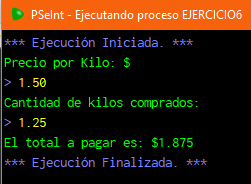 PSeInt - Ejecutando proceso EJERCICIO6
*** Ejecución Iniciada. ***
Precio por Kilo: $
> 1.50
Cantidad de kilos comprados:
> 1.25
El total a pagar es: $1.875
*** Ejecución Finalizada. ***